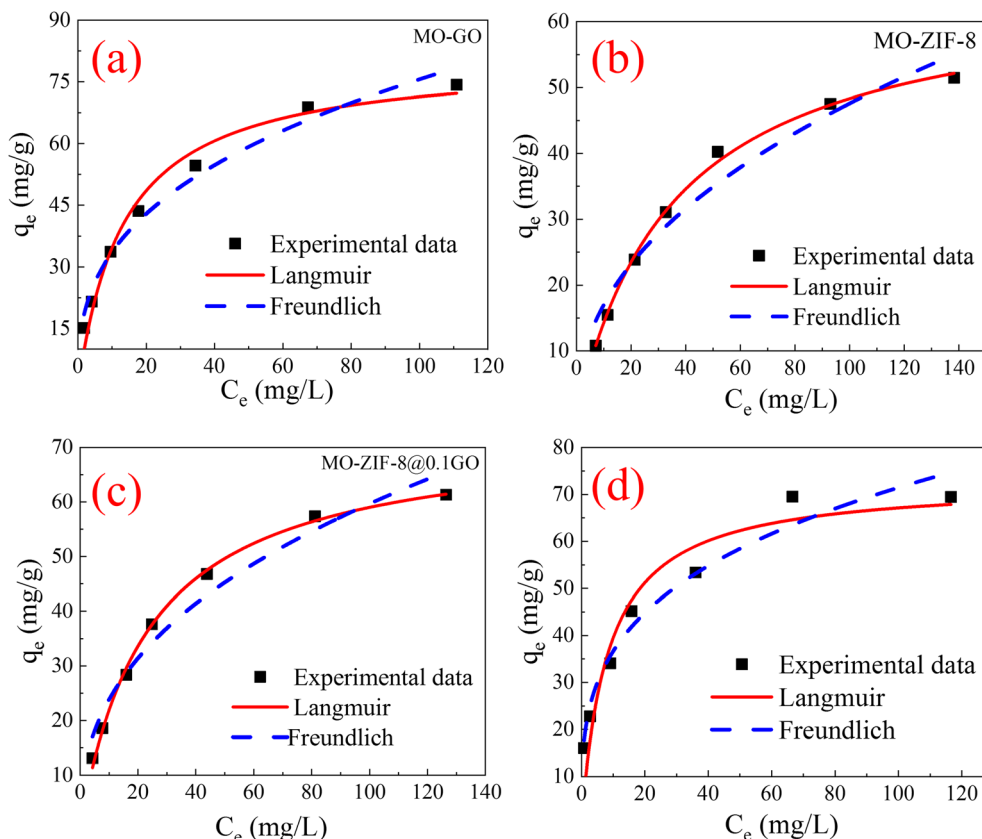 (a)
MO-GO
90
75
60
45
30
15
qₑ (mg/g)
Experimental data
Langmuir
Freundlich
0 20 40 60 80 100 120
Cₑ (mg/L)
(b)
MO-ZIF-8
60
50
40
30
20
10
qₑ (mg/g)
Experimental data
Langmuir
Freundlich
0 20 40 60 80 100 120 140
Cₑ (mg/L)
(c)
MO-ZIF-8@0.1GO
70
60
50
40
30
20
10
qₑ (mg/g)
Experimental data
Langmuir
Freundlich
0 20 40 60 80 100 120 140
Cₑ (mg/L)
(d)
80
70
60
50
40
30
20
10
qₑ (mg/g)
Experimental data
Langmuir
Freundlich
0 20 40 60 80 100 120
Cₑ (mg/L)